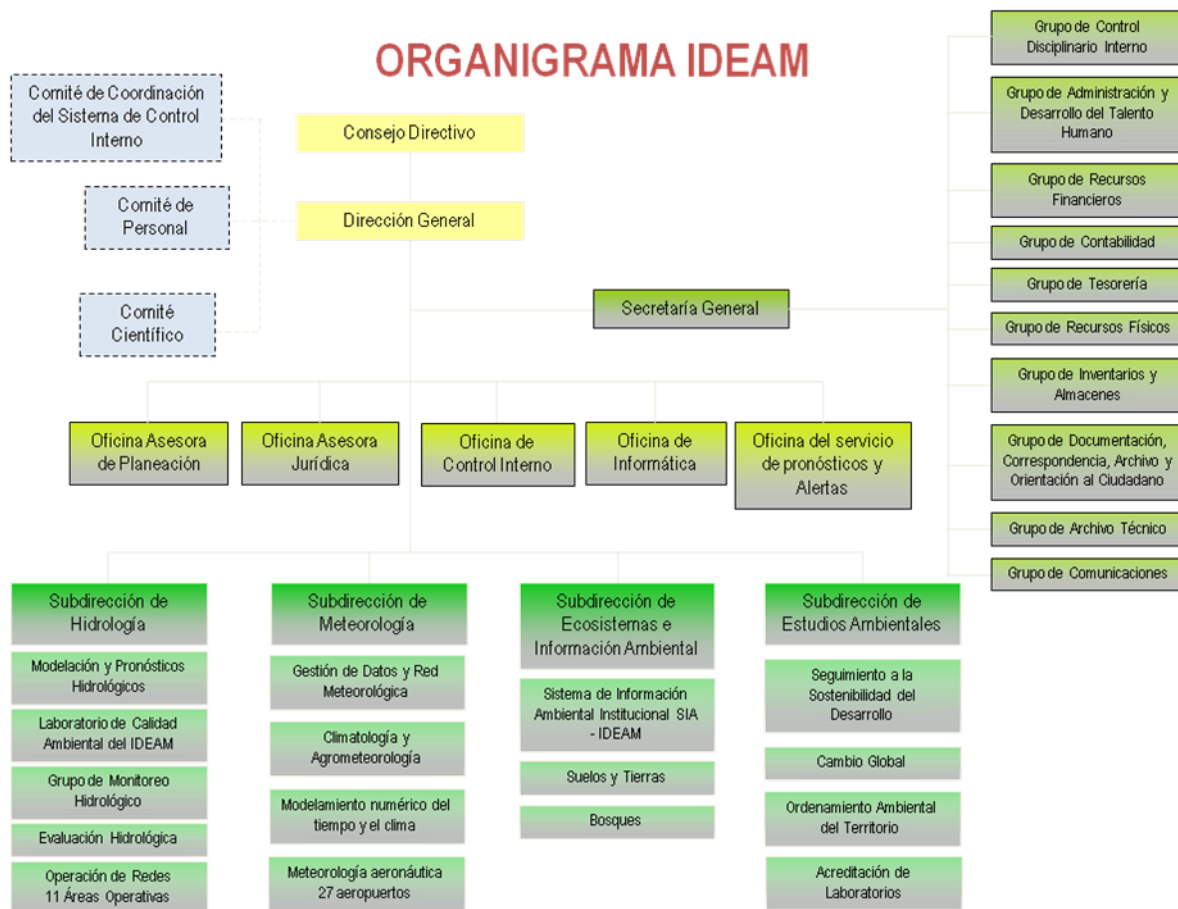 ORGANIGRAMA IDEAM
Comité de Coordinación
del Sistema de Control
Interno
Consejo Directivo
Comité de
Personal
Dirección General
Comité
Científico
Secretaría General
Grupo de Control
Disciplinario Interno
Grupo de Administración y
Desarrollo del Talento
Humano
Grupo de Recursos
Financieros
Grupo de Contabilidad
Grupo de Tesorería
Grupo de Recursos Físicos
Grupo de Inventarios y
Almacenes
Grupo de Documentación,
Correspondencia, Archivo y
Orientación al Ciudadano
Grupo de Archivo Técnico
Grupo de Comunicaciones
Oficina Asesora
de Planeación
Oficina Asesora
Jurídica
Oficina de
Control Interno
Oficina de
Informática
Oficina del servicio
de pronósticos y
Alertas
Subdirección de
Hidrología
Modelación y Pronósticos
Hidrológicos
Laboratorio de Calidad
Ambiental del IDEAM
Grupo de Monitoreo
Hidrológico
Evaluación Hidrológica
Operación de Redes
11 Áreas Operativas
Subdirección de
Meteorología
Gestión de Datos y Red
Meteorológica
Climatología y
Agrometeorología
Modelamiento numérico del
tiempo y el clima
Meteorología aeronáutica
27 aeropuertos
Subdirección de
Ecosistemas e
Información Ambiental
Sistema de Información
Ambiental Institucional SIA
- IDEAM
Suelos y Tierras
Bosques
Subdirección de
Estudios Ambientales
Seguimiento a la
Sostenibilidad del
Desarrollo
Cambio Global
Ordenamiento Ambiental
del Territorio
Acreditación de
Laboratorios